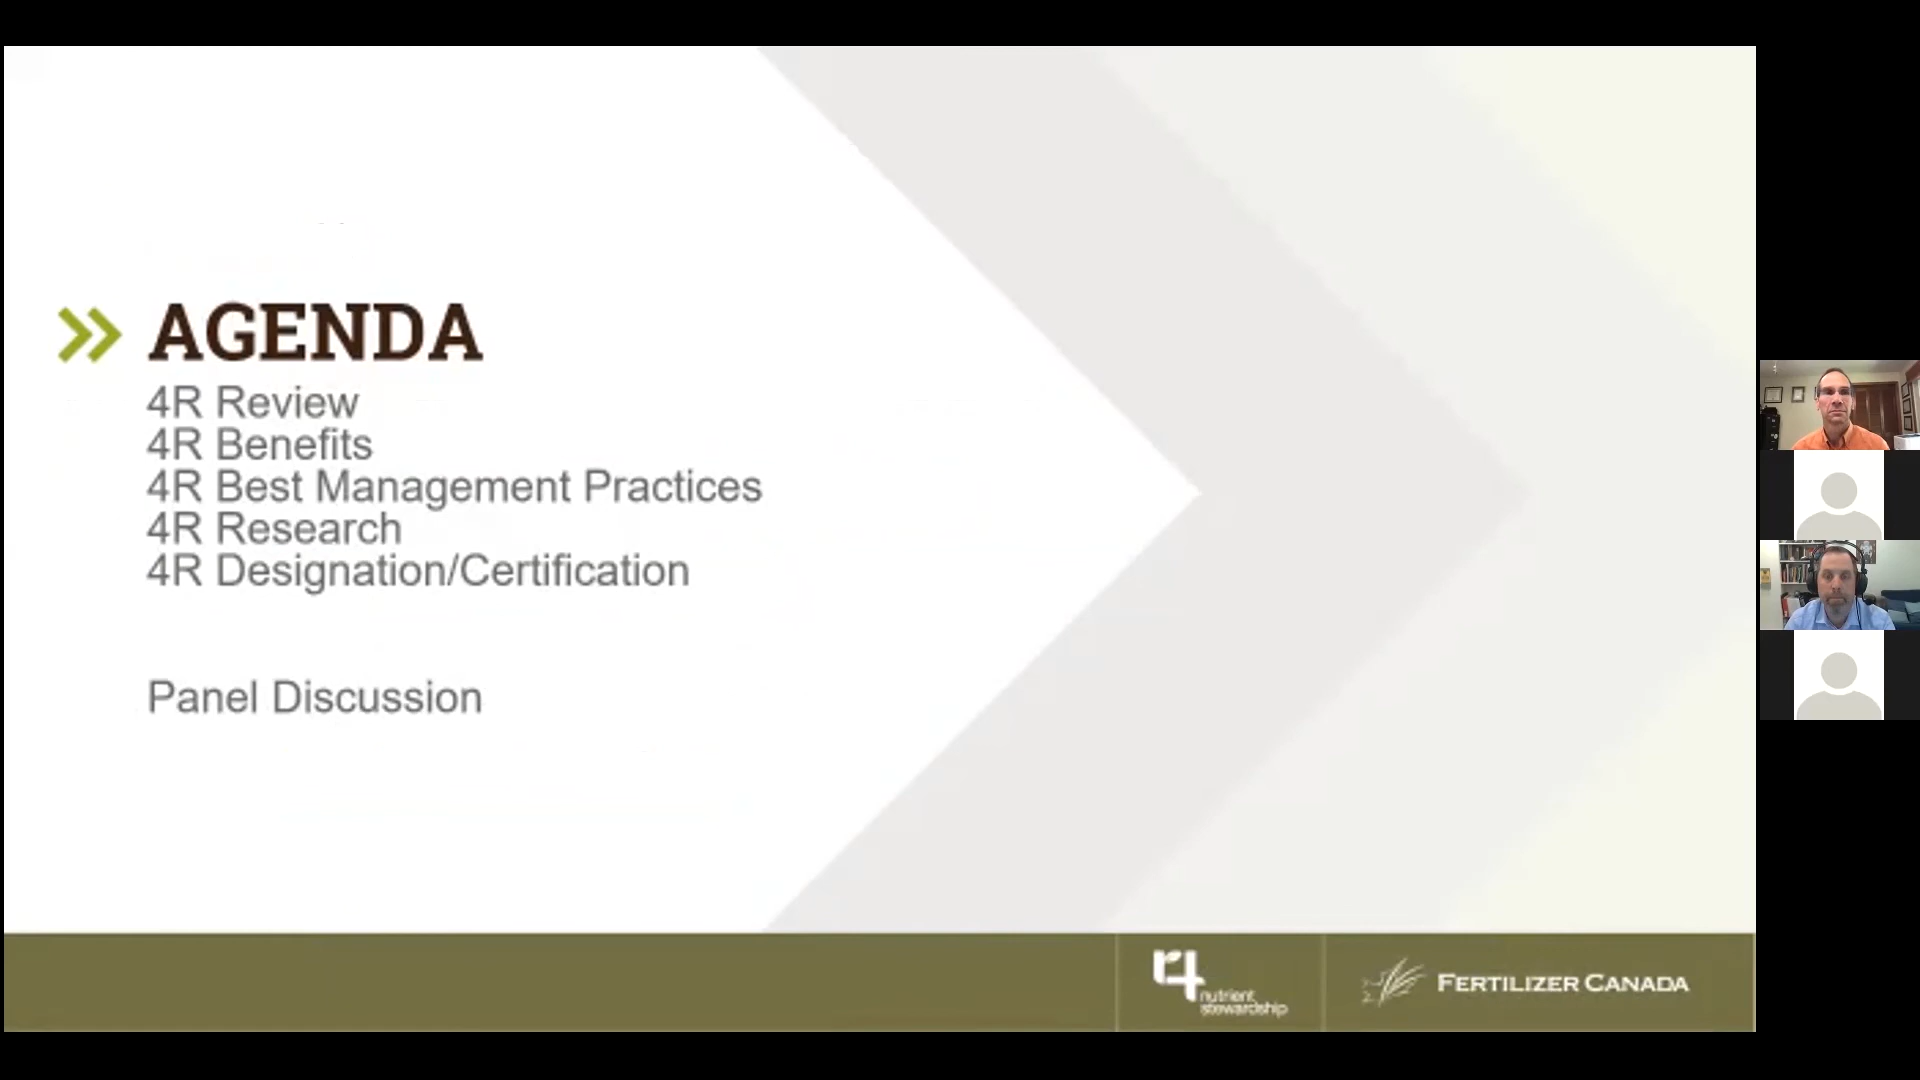 AGENDA
4R Review
4R Benefits
4R Best Management Practices
4R Research
4R Designation/Certification
Panel Discussion
r4
nutrient
stewardship
FERTILIZER CANADA